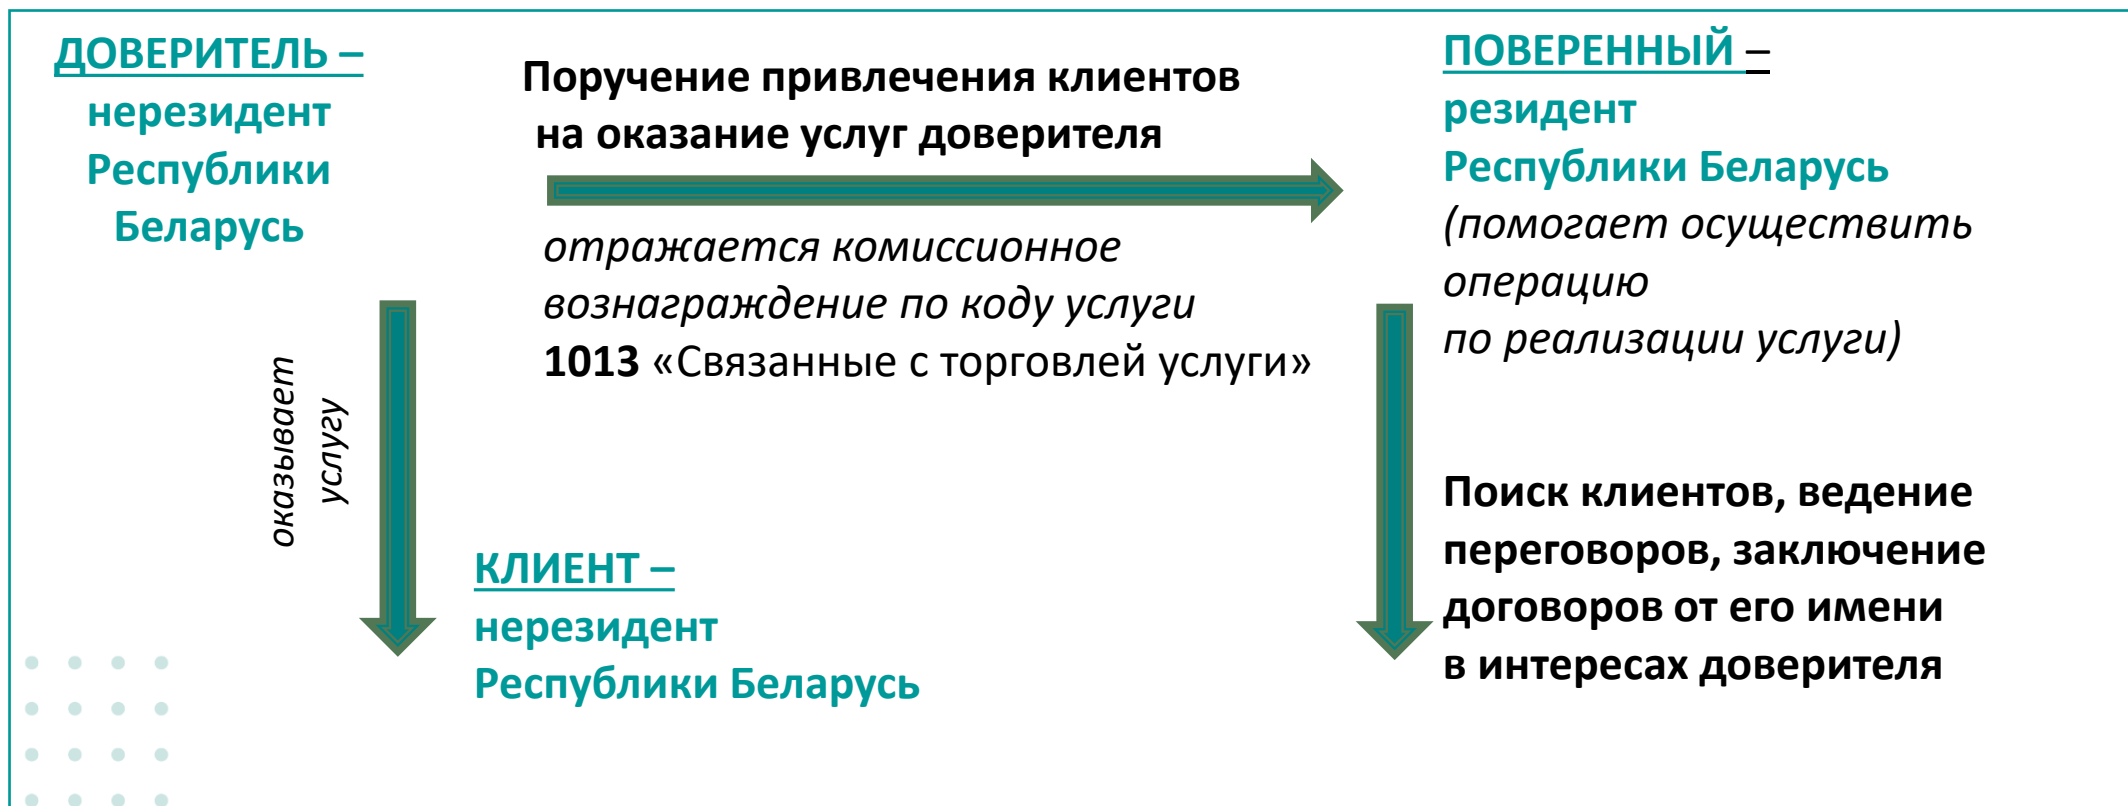 ДОВЕРИТЕЛЬ –
нерезидент
Республики
Беларусь
Поручение привлечения клиентов
на оказание услуг доверителя
отражается комиссионное
вознаграждение по коду услуги
1013 «Связанные с торговлей услуги»
ПОВЕРЕННЫЙ –
резидент
Республики Беларусь
(помогает осуществить
операцию
по реализации услуги)
оказывает
услугу
КЛИЕНТ –
нерезидент
Республики Беларусь
Поиск клиентов, ведение
переговоров, заключение
договоров от его имени
в интересах доверителя